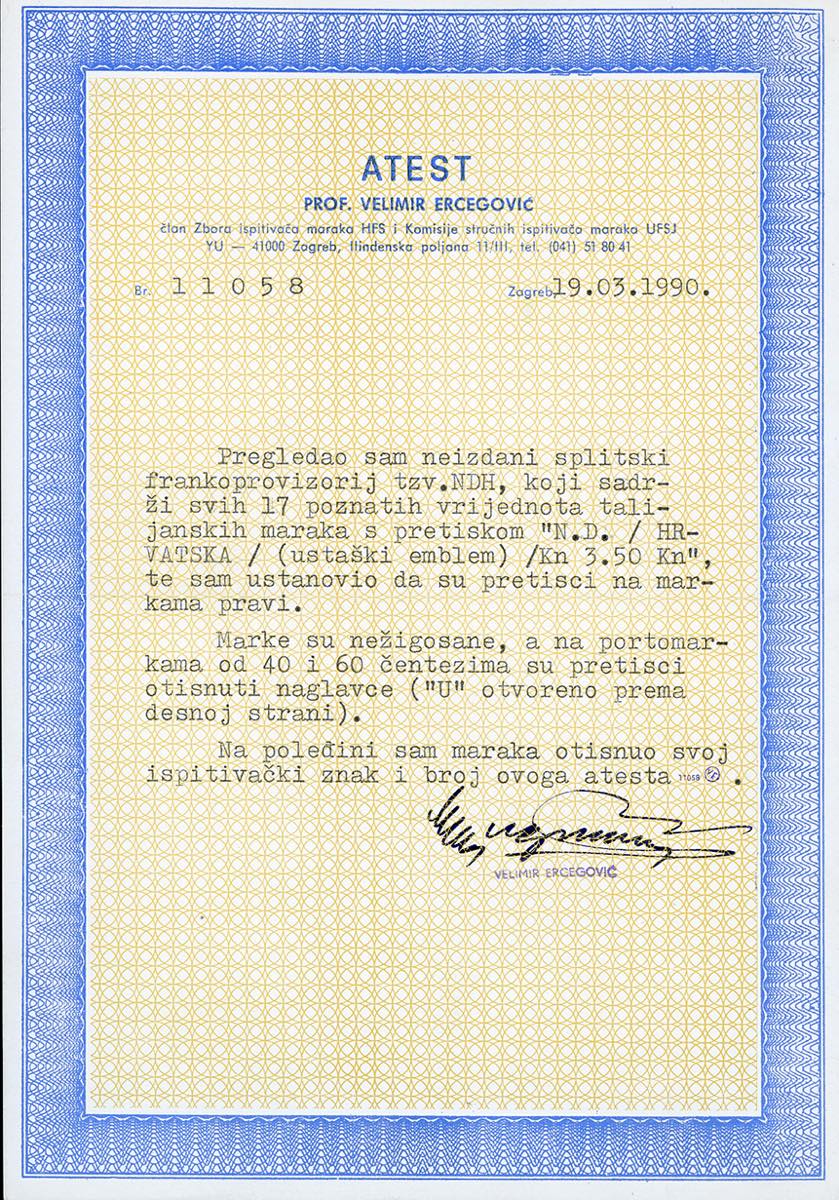 ATEST
PROF. VELIMIR ERCEGOVIĆ
član Zbora ispitivača maraka HFS i Komisije stručnih ispitivača maraka UFSJ
YU — 41000 Zagreb, Ilindenska poljana 11/III, tel. (041) 51 80 41
Br. 11058 Zagreb, 19.03.1990.
Pregledao sam neizdani splitski
frankoprovizorij tzv.NDH, koji sadr-
ži svih 17 poznatih vrijednota tali-
janskih maraka s pretiskom "N.D. / HR-
VATSKA / (ustaški emblem) /Kn 3.50 Kn",
te sam ustanovio da su pretisci na mar-
kama pravi.
Marke su nežigosane, a na portomar-
kama od 40 i 60 čentezima su pretisci
otisnuti naglavce ("U" otvoreno prema
desnoj strani).
Na poleđini sam maraka otisnuo svoj
ispitivački znak i broj ovoga atesta 11058 .
VELIMIR ERCEGOVIĆ